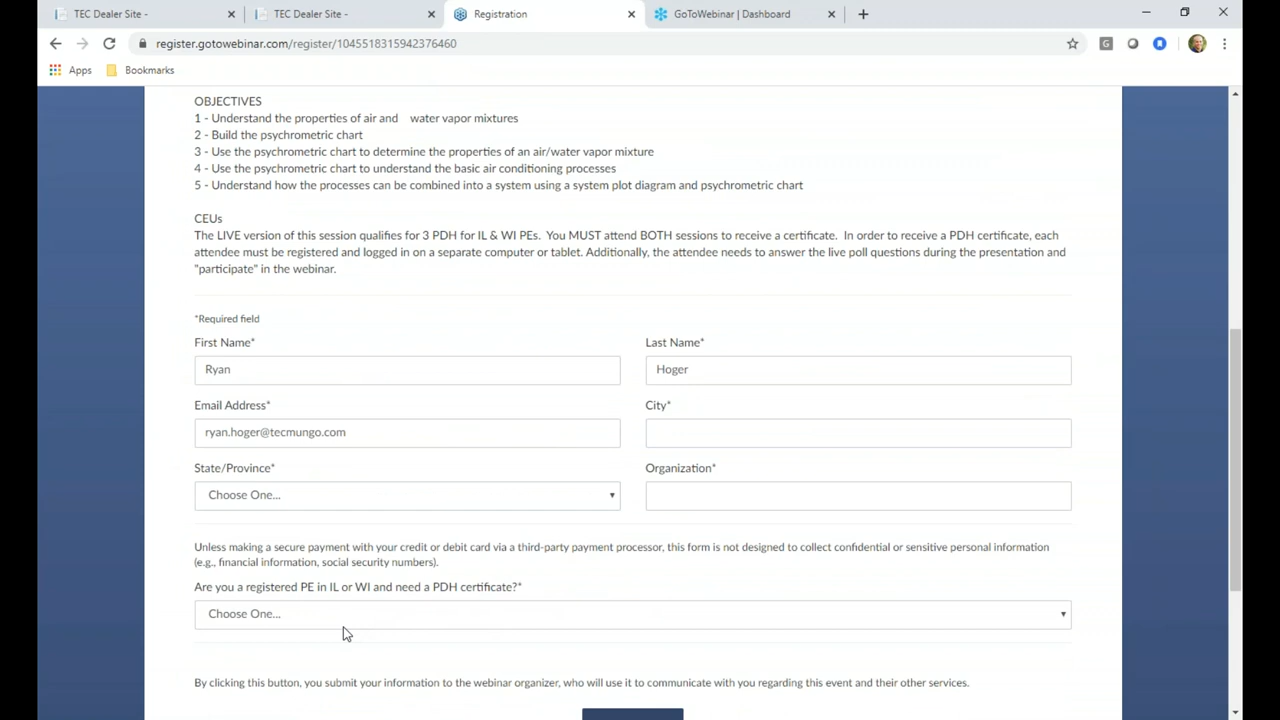 TEC Dealer Site -
TEC Dealer Site -
Registration
GoToWebinar | Dashboard
register.gotowebinar.com/register/1045518315942376460
Apps
Bookmarks
OBJECTIVES
1 - Understand the properties of air and water vapor mixtures
2 - Build the psychrometric chart
3 - Use the psychrometric chart to determine the properties of an air/water vapor mixture
4 - Use the psychrometric chart to understand the basic air conditioning processes
5 - Understand how the processes can be combined into a system using a system plot diagram and psychrometric chart
CEUs
The LIVE version of this session qualifies for 3 PDH for IL & WI PEs. You MUST attend BOTH sessions to receive a certificate. In order to receive a PDH certificate, each
attendee must be registered and logged in on a separate computer or tablet. Additionally, the attendee needs to answer the live poll questions during the presentation and
"participate" in the webinar.
*Required field
First Name*
Last Name*
Ryan
Hoger
Email Address*
City*
ryan.hoger@tecmungo.com
State/Province*
Organization*
Choose One...
Unless making a secure payment with your credit or debit card via a third-party payment processor, this form is not designed to collect confidential or sensitive personal information
(e.g., financial information, social security numbers).
Are you a registered PE in IL or WI and need a PDH certificate?*
Choose One...
By clicking this button, you submit your information to the webinar organizer, who will use it to communicate with you regarding this event and their other services.